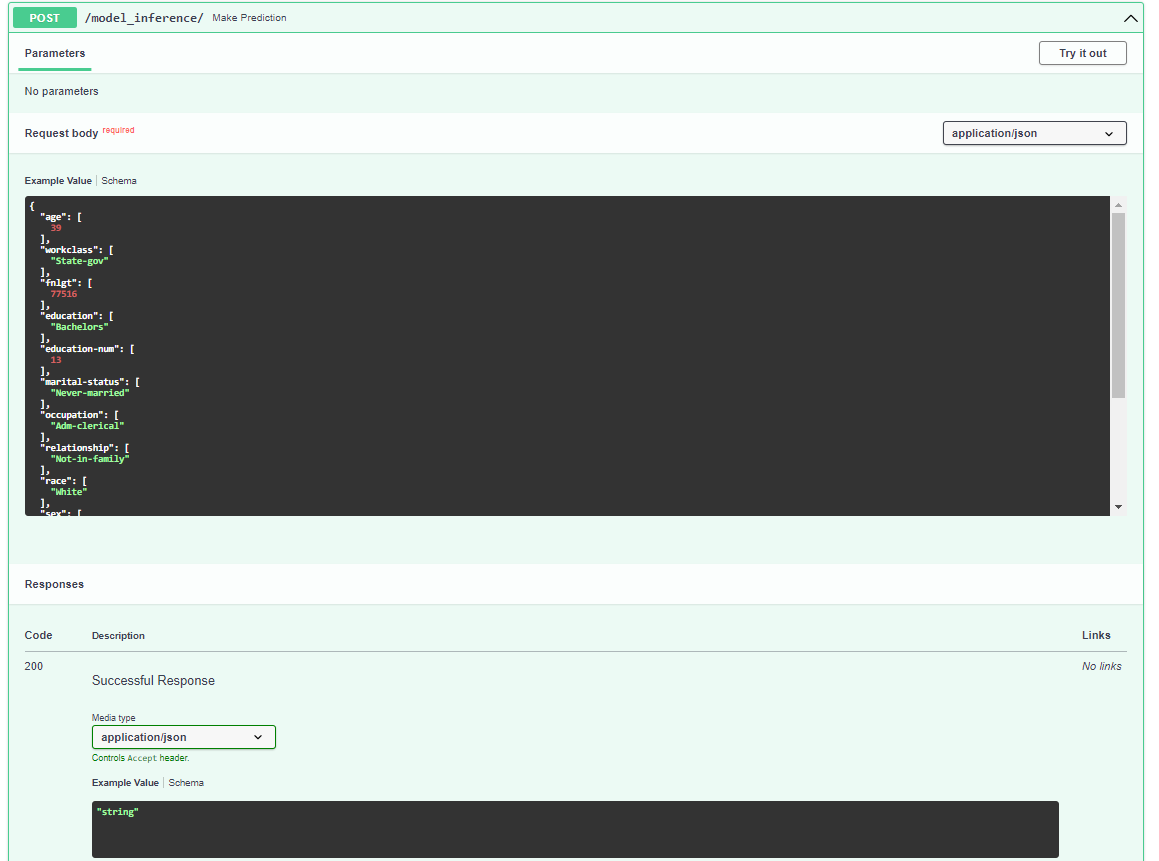 POST /model_inference/ Make Prediction
Parameters
Try it out
No parameters
Request body required
application/json
Example Value Schema
{
"age": [
39
],
"workclass": [
"State-gov"
],
"fnlgt": [
77516
],
"education": [
"Bachelors"
],
"education-num": [
13
],
"marital-status": [
"Never-married"
],
"occupation": [
"Adm-clerical"
],
"relationship": [
"Not-in-family"
],
"race": [
"White"
],
"sex": [
Responses
Code Description Links
200 Successful Response No links
Media type
application/json
Controls Accept header.
Example Value Schema
"string"